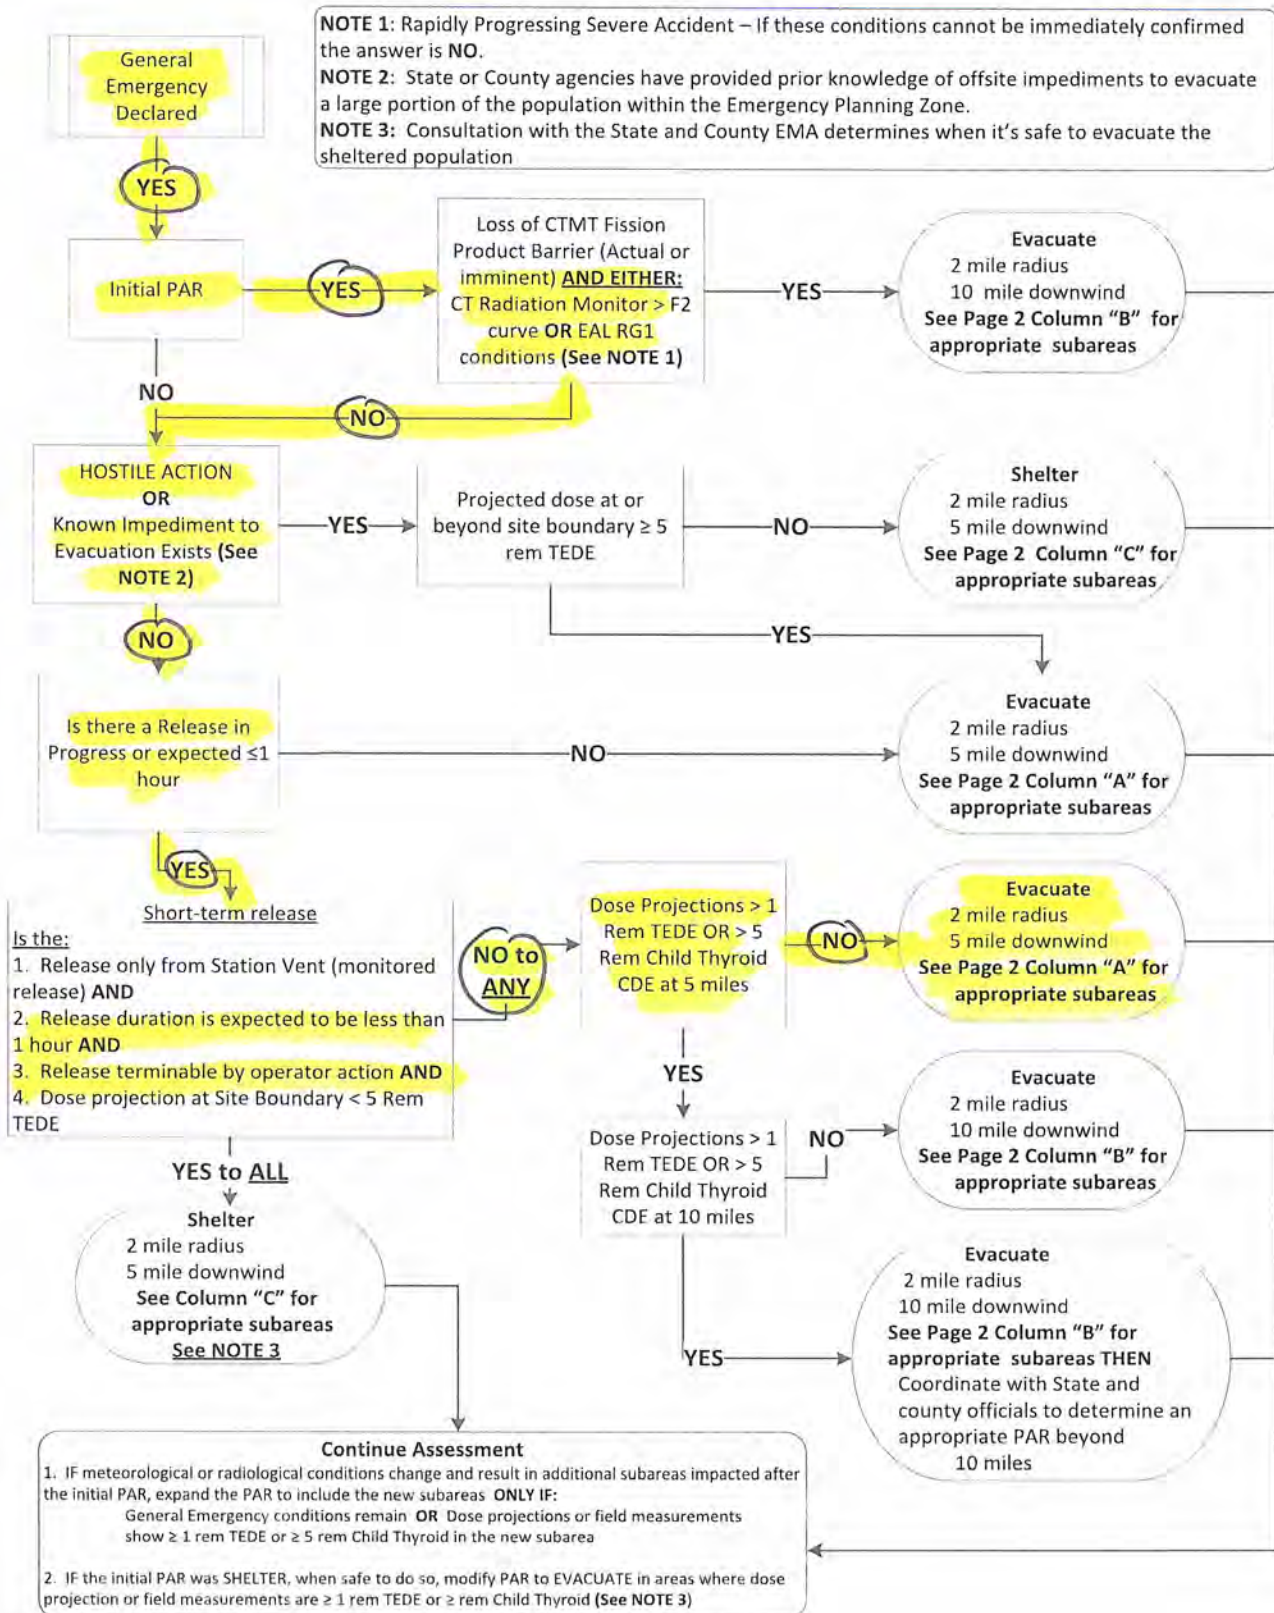 NOTE 1: Rapidly Progressing Severe Accident – If these conditions cannot be immediately confirmed
the answer is NO.
NOTE 2: State or County agencies have provided prior knowledge of offsite impediments to evacuate
a large portion of the population within the Emergency Planning Zone.
NOTE 3: Consultation with the State and County EMA determines when it's safe to evacuate the
sheltered population
General
Emergency
Declared
YES
Initial PAR
YES
Loss of CTMT Fission
Product Barrier (Actual or
imminent) AND EITHER:
CT Radiation Monitor > F2
curve OR EAL RG1
conditions (See NOTE 1)
YES
Evacuate
2 mile radius
10 mile downwind
See Page 2 Column "B" for
appropriate subareas
NO
NO
HOSTILE ACTION
OR
Known Impediment to
Evacuation Exists (See
NOTE 2)
YES
Projected dose at or
beyond site boundary ≥ 5
rem TEDE
NO
Shelter
2 mile radius
5 mile downwind
See Page 2 Column "C" for
appropriate subareas
YES
NO
Is there a Release in
Progress or expected ≤1
hour
NO
Evacuate
2 mile radius
5 mile downwind
See Page 2 Column "A" for
appropriate subareas
YES
Short-term release
Is the:
1. Release only from Station Vent (monitored
release) AND
2. Release duration is expected to be less than
1 hour AND
3. Release terminable by operator action AND
4. Dose projection at Site Boundary < 5 Rem
TEDE
NO to
ANY
Dose Projections > 1
Rem TEDE OR > 5
Rem Child Thyroid
CDE at 5 miles
NO
Evacuate
2 mile radius
5 mile downwind
See Page 2 Column "A" for
appropriate subareas
YES
Dose Projections > 1
Rem TEDE OR > 5
Rem Child Thyroid
CDE at 10 miles
NO
Evacuate
2 mile radius
10 mile downwind
See Page 2 Column "B" for
appropriate subareas
YES to ALL
Shelter
2 mile radius
5 mile downwind
See Column "C" for
appropriate subareas
See NOTE 3
YES
Evacuate
2 mile radius
10 mile downwind
See Page 2 Column "B" for
appropriate subareas THEN
Coordinate with State and
county officials to determine an
appropriate PAR beyond
10 miles
Continue Assessment
1. IF meteorological or radiological conditions change and result in additional subareas impacted after
the initial PAR, expand the PAR to include the new subareas ONLY IF:
General Emergency conditions remain OR Dose projections or field measurements
show ≥ 1 rem TEDE or ≥ 5 rem Child Thyroid in the new subarea
2. IF the initial PAR was SHELTER, when safe to do so, modify PAR to EVACUATE in areas where dose
projection or field measurements are ≥ 1 rem TEDE or ≥ rem Child Thyroid (See NOTE 3)